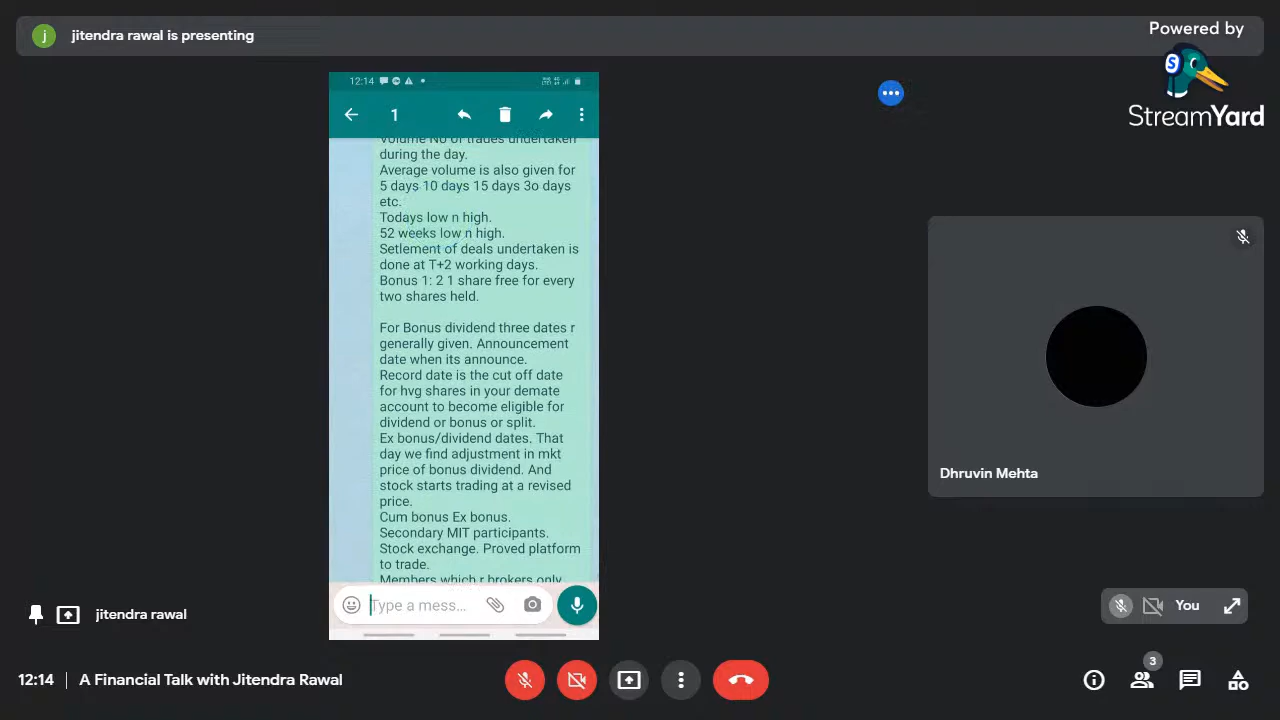 j
jitendra rawal is presenting
Powered by
S
StreamYard
12:14
1
Volume No of trades undertaken
during the day.
Average volume is also given for
5 days 10 days 15 days 3o days
etc.
Todays low n high.
52 weeks low n high.
Setlement of deals undertaken is
done at T+2 working days.
Bonus 1: 2 1 share free for every
two shares held.
For Bonus dividend three dates r
generally given. Announcement
date when its announce.
Record date is the cut off date
for hvg shares in your demate
account to become eligible for
dividend or bonus or split.
Ex bonus/dividend dates. That
day we find adjustment in mkt
price of bonus dividend. And
stock starts trading at a revised
price.
Cum bonus Ex bonus.
Secondary MIT participants.
Stock exchange. Proved platform
to trade.
Members which r brokers only
Type a mess...
Dhruvin Mehta
jitendra rawal
You
12:14 | A Financial Talk with Jitendra Rawal
3